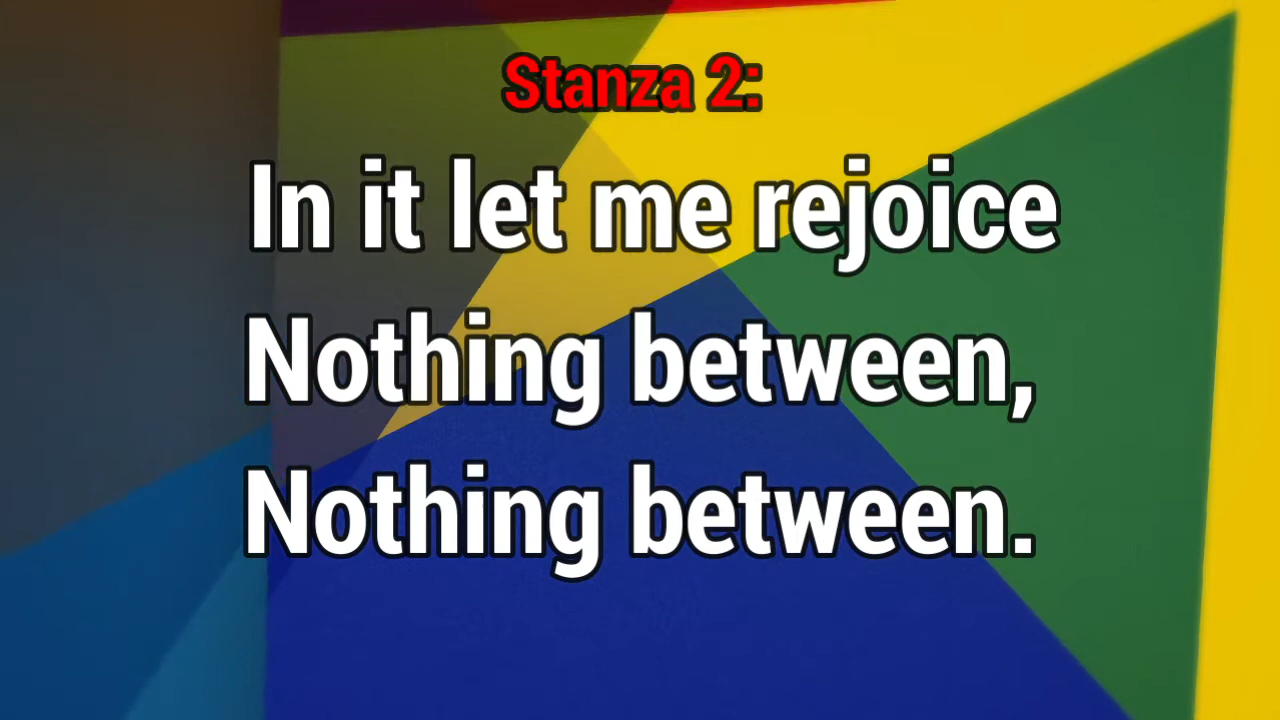 Stanza 2:
In it let me rejoice
Nothing between,
Nothing between.